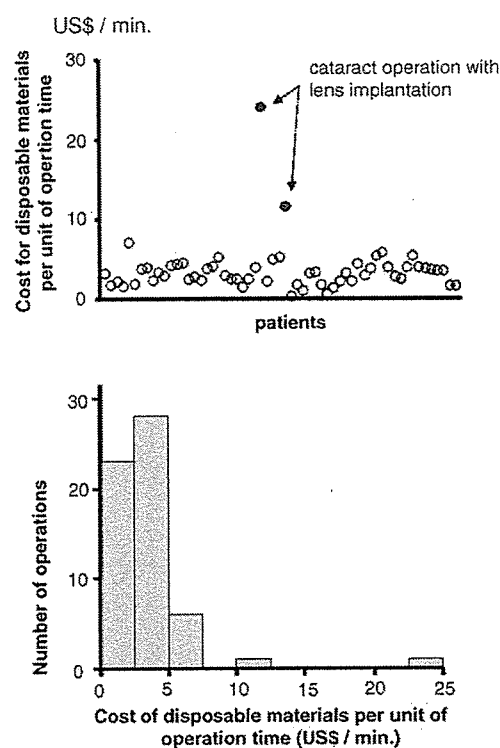 US$ / min.
Cost for disposable materials
per unit of opertion time
30
20
10
0
cataract operation with
lens implantation
patients
Number of operations
30
20
10
0
0 5 10 15 20 25
Cost of disposable materials per unit of
operation time (US$ / min.)